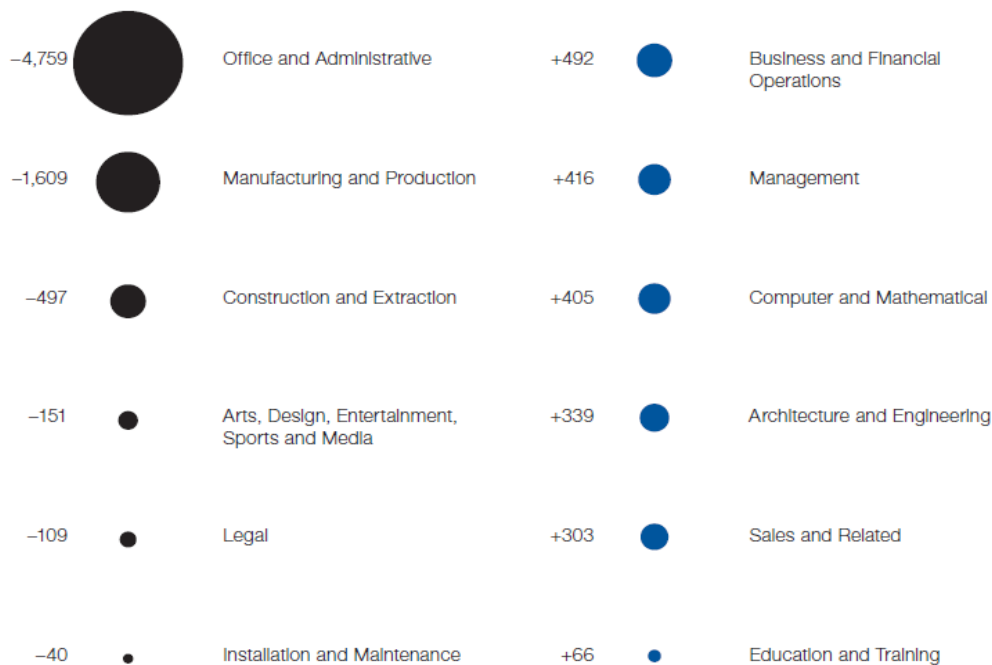 −4,759 Office and Administrative
−1,609 Manufacturing and Production
−497 Construction and Extraction
−151 Arts, Design, Entertainment,
Sports and Media
−109 Legal
−40 Installation and Maintenance
+492 Business and Financial
Operations
+416 Management
+405 Computer and Mathematical
+339 Architecture and Engineering
+303 Sales and Related
+66 Education and Training